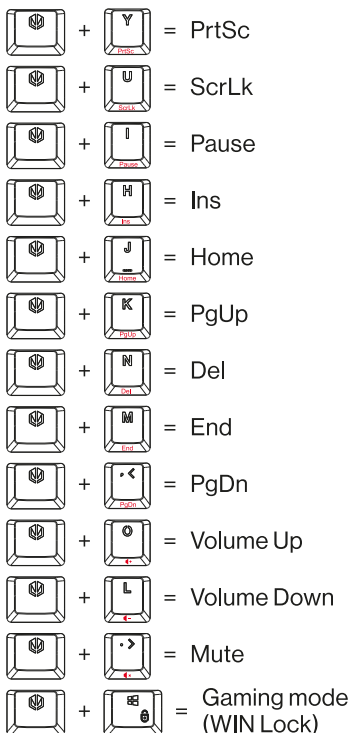 + Y PrtSc = PrtSc
+ U ScrLk = ScrLk
+ I Pause = Pause
+ H Ins = Ins
+ J Home = Home
+ K PgUp = PgUp
+ N Del = Del
+ M End = End
+ , < PgDn = PgDn
+ O = Volume Up
+ L = Volume Down
+ . > = Mute
+ = Gaming mode
(WIN Lock)